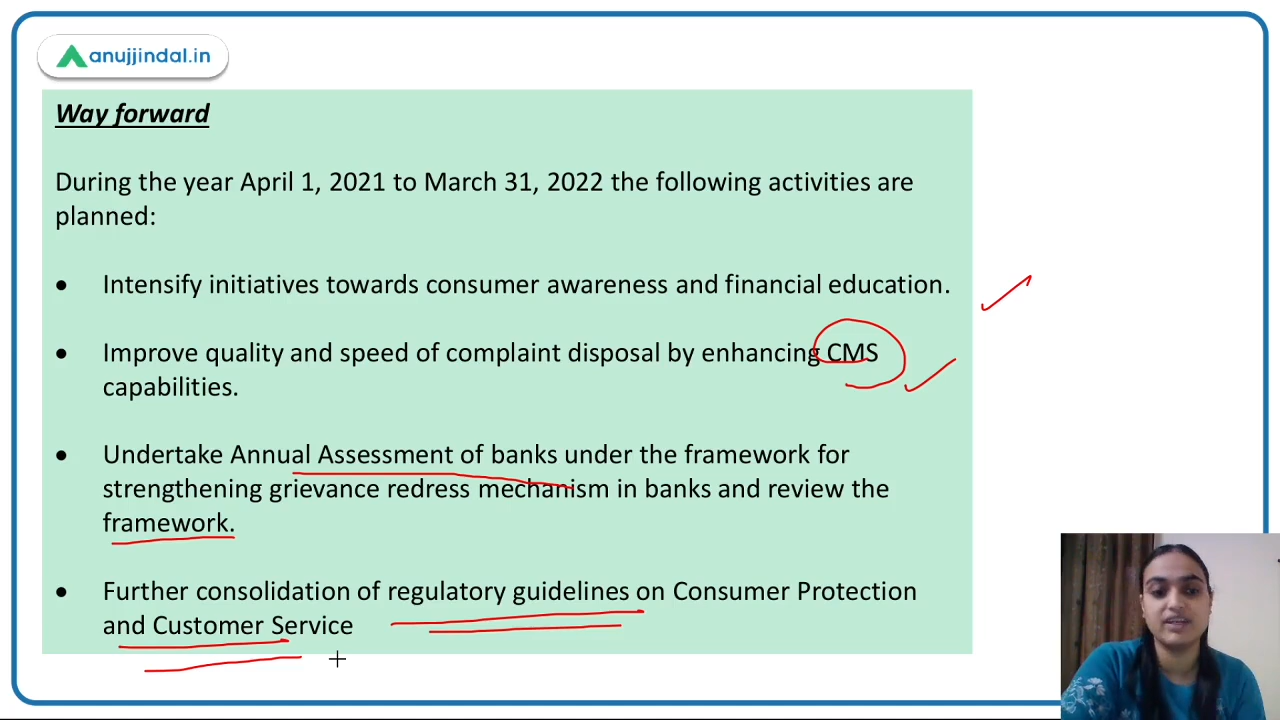 anujjindal.in
Way forward
During the year April 1, 2021 to March 31, 2022 the following activities are
planned:
• Intensify initiatives towards consumer awareness and financial education.
• Improve quality and speed of complaint disposal by enhancing CMS
capabilities.
• Undertake Annual Assessment of banks under the framework for
strengthening grievance redress mechanism in banks and review the
framework.
• Further consolidation of regulatory guidelines on Consumer Protection
and Customer Service